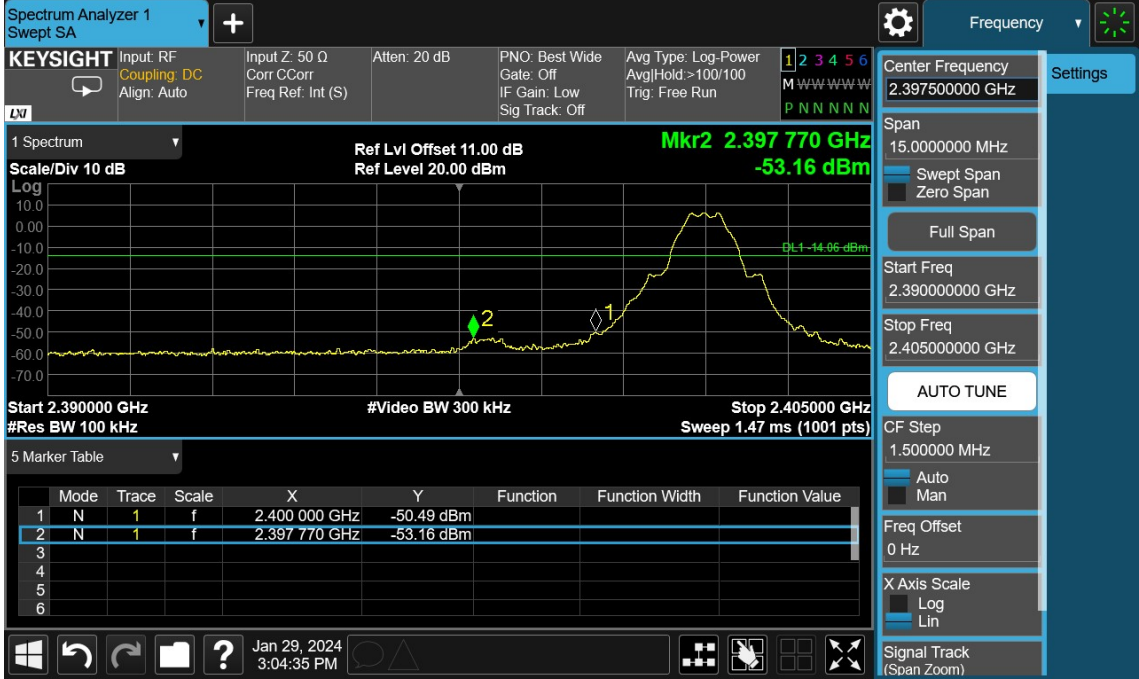 Spectrum Analyzer 1
Swept SA
Frequency
KEYSIGHT
LXI
Input: RF
Coupling: DC
Align: Auto
Input Z: 50 Ω
Corr CCorr
Freq Ref: Int (S)
Atten: 20 dB
PNO: Best Wide
Gate: Off
IF Gain: Low
Sig Track: Off
Avg Type: Log-Power
Avg|Hold:>100/100
Trig: Free Run
1 2 3 4 5 6
M W W W W W
P N N N N N
1 Spectrum
Scale/Div 10 dB
Ref Lvl Offset 11.00 dB
Ref Level 20.00 dBm
Mkr2 2.397 770 GHz
-53.16 dBm
Log
10.0
0.00
-10.0
-20.0
-30.0
-40.0
-50.0
-60.0
-70.0
DL1 -14.06 dBm
2
1
Start 2.390000 GHz
#Video BW 300 kHz
Stop 2.405000 GHz
#Res BW 100 kHz
Sweep 1.47 ms (1001 pts)
5 Marker Table
Mode Trace Scale X Y Function Function Width Function Value
1 N 1 f 2.400 000 GHz -50.49 dBm
2 N 1 f 2.397 770 GHz -53.16 dBm
3
4
5
6
?
Jan 29, 2024
3:04:35 PM
Center Frequency
2.397500000 GHz
Settings
Span
15.0000000 MHz
Swept Span
Zero Span
Full Span
Start Freq
2.390000000 GHz
Stop Freq
2.405000000 GHz
AUTO TUNE
CF Step
1.500000 MHz
Auto
Man
Freq Offset
0 Hz
X Axis Scale
Log
Lin
Signal Track
(Span Zoom)